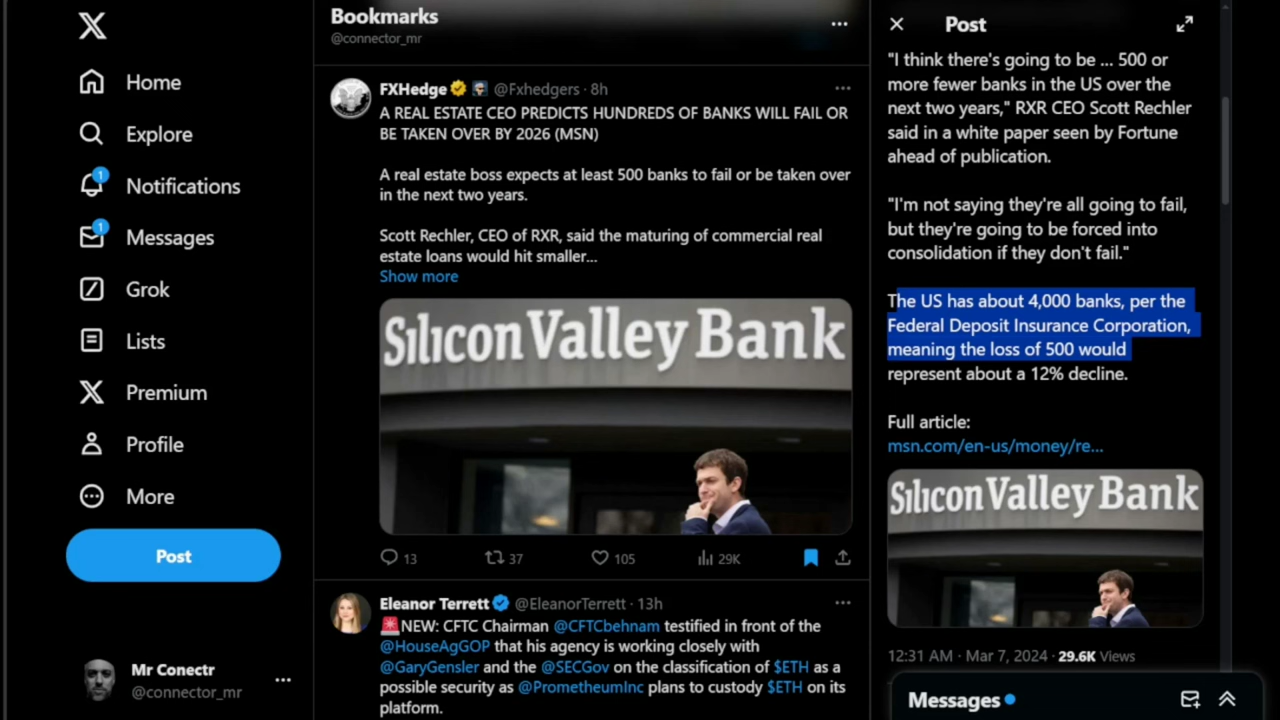 Home
Explore
1
Notifications
1
Messages
Grok
Lists
Premium
Profile
More
Post
Mr Conectr
@connector_mr
Bookmarks
@connector_mr
FXHedge @Fxhedgers · 8h
A REAL ESTATE CEO PREDICTS HUNDREDS OF BANKS WILL FAIL OR
BE TAKEN OVER BY 2026 (MSN)
A real estate boss expects at least 500 banks to fail or be taken over
in the next two years.
Scott Rechler, CEO of RXR, said the maturing of commercial real
estate loans would hit smaller...
Show more
Silicon Valley Bank
13
37
105
29K
Eleanor Terrett @EleanorTerrett · 13h
🚨NEW: CFTC Chairman @CFTCbehnam testified in front of the
@HouseAgGOP that his agency is working closely with
@GaryGensler and the @SECGov on the classification of $ETH as a
possible security as @PrometheumInc plans to custody $ETH on its
platform.
Post
"I think there's going to be ... 500 or
more fewer banks in the US over the
next two years," RXR CEO Scott Rechler
said in a white paper seen by Fortune
ahead of publication.
"I'm not saying they're all going to fail,
but they're going to be forced into
consolidation if they don't fail."
The US has about 4,000 banks, per the
Federal Deposit Insurance Corporation,
meaning the loss of 500 would
represent about a 12% decline.
Full article:
msn.com/en-us/money/re...
Silicon Valley Bank
12:31 AM · Mar 7, 2024 · 29.6K Views
Messages